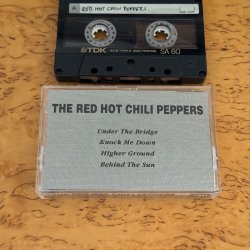 A RED HOT CHILI PEPPERS
TDK
SA 60
THE RED HOT CHILI PEPPERS
Under The Bridge
Knock Me Down
Higher Ground
Behind The Sun